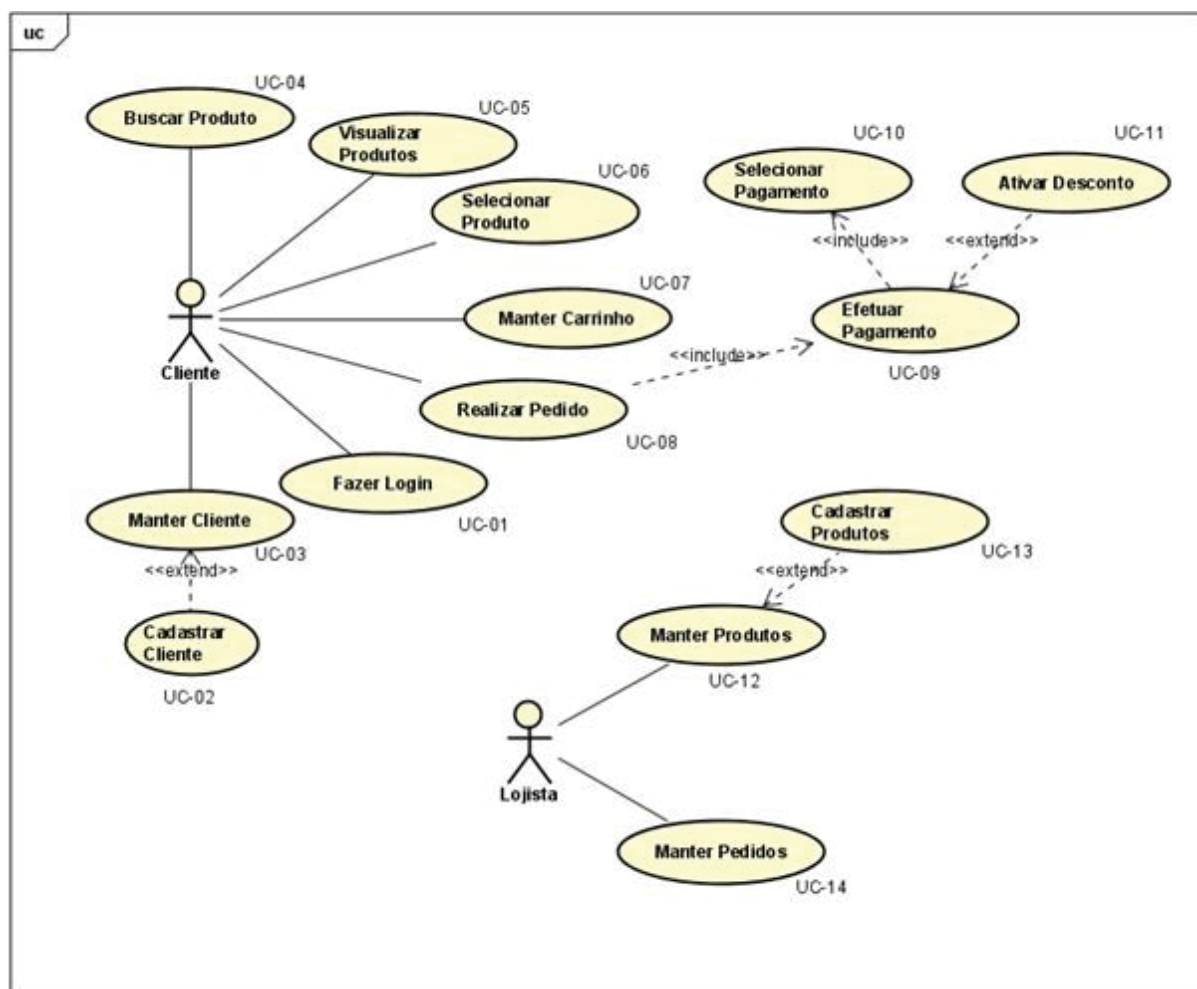 uc
UC-04
Buscar Produto
UC-05
Visualizar
Produtos
UC-06
Selecionar
Produto
UC-10
Selecionar
Pagamento
UC-11
Ativar Desconto
<<include>>
<<extend>>
UC-07
Manter Carrinho
Efetuar
Pagamento
UC-09
<<include>>
Cliente
Realizar Pedido
UC-08
Fazer Login
UC-01
Manter Cliente
UC-03
<<extend>>
Cadastrar
Cliente
UC-02
Cadastrar
Produtos
UC-13
<<extend>>
Manter Produtos
UC-12
Lojista
Manter Pedidos
UC-14